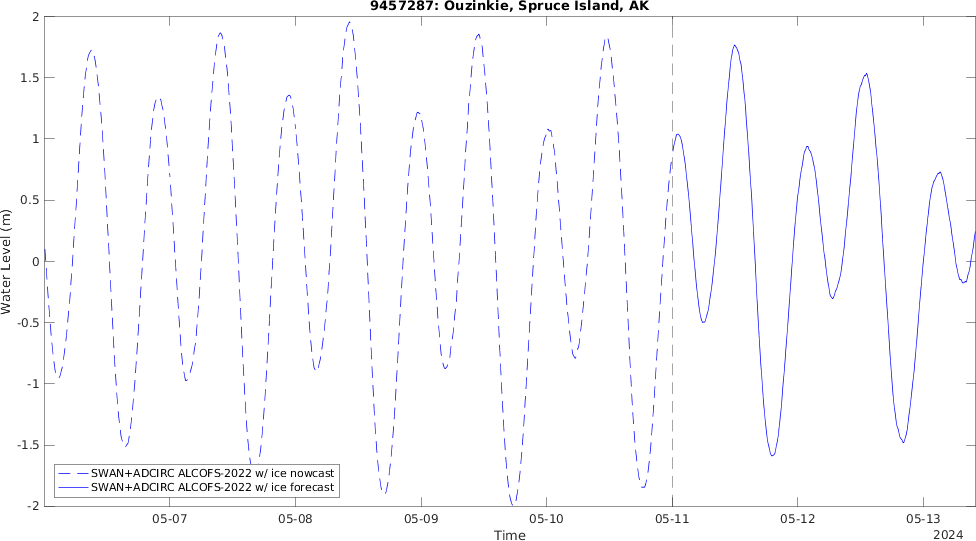 9457287: Ouzinkie, Spruce Island, AK
2
1.5
1
0.5
0
-0.5
-1
-1.5
-2
Water Level (m)
SWAN+ADCIRC ALCOFS-2022 w/ ice nowcast
SWAN+ADCIRC ALCOFS-2022 w/ ice forecast
05-07 05-08 05-09 05-10 05-11 05-12 05-13
Time
2024